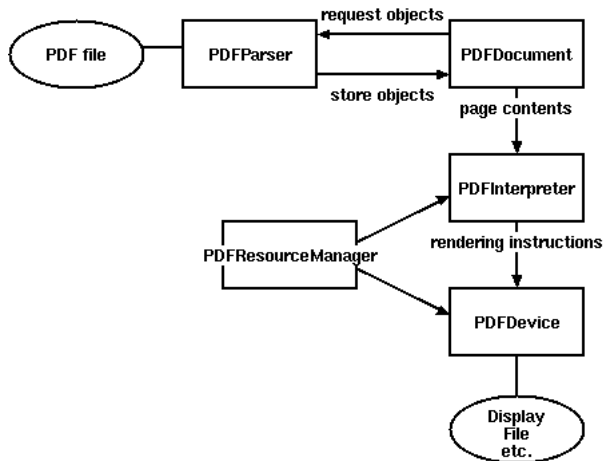 request objects
PDF file
PDFParser
PDFDocument
store objects
page contents
PDFInterpreter
PDFResourceManager
rendering instructions
PDFDevice
Display
File
etc.